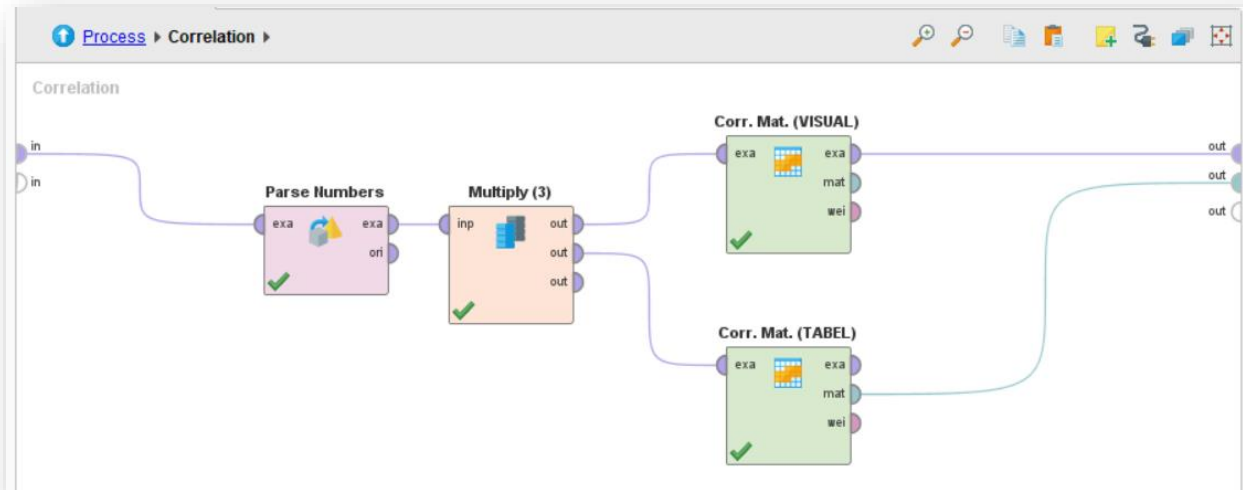 Process ▸ Correlation ▸
Correlation
in
in
Parse Numbers
exa exa
ori
Multiply (3)
inp out
out
out
Corr. Mat. (VISUAL)
exa exa
mat
wei
Corr. Mat. (TABEL)
exa exa
mat
wei
out
out
out